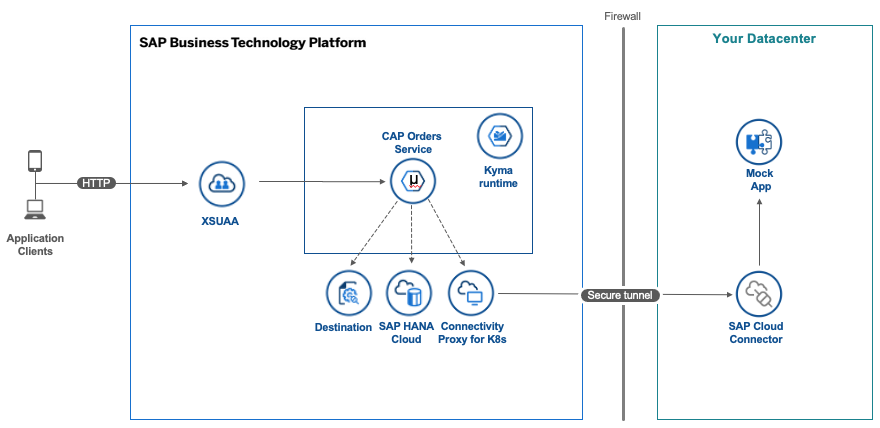 Firewall
SAP Business Technology Platform
Your Datacenter
CAP Orders
Service
μ
Kyma
runtime
HTTP
XSUAA
Application
Clients
Mock
App
Destination
SAP HANA
Cloud
Connectivity
Proxy for K8s
Secure tunnel
SAP Cloud
Connector